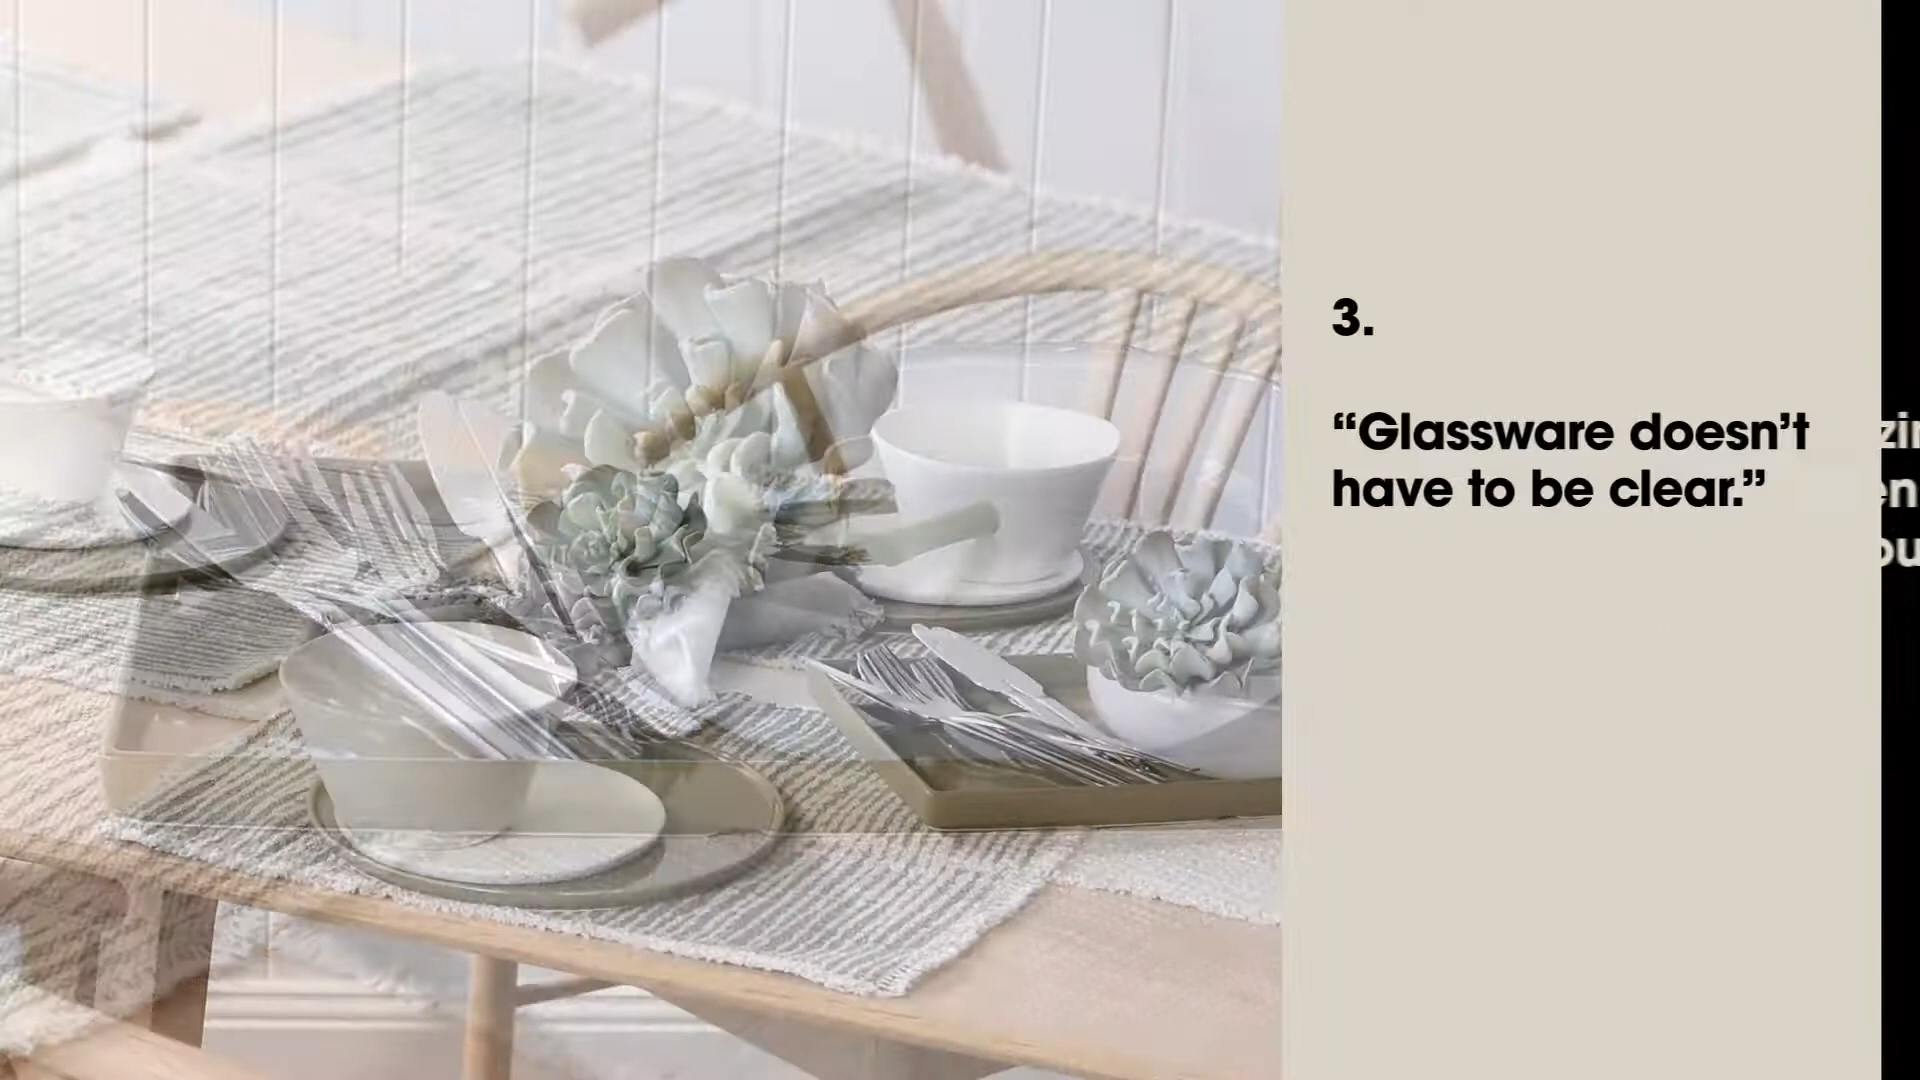 3.
“Glassware doesn’t
have to be clear.”